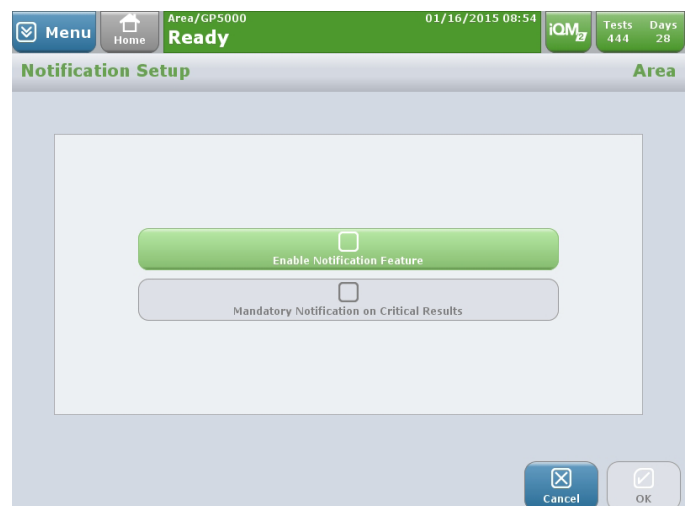 Menu
Home
Area/GP5000
01/16/2015 08:54
Ready
iQM2
Tests Days
444 28
Notification Setup
Area
Enable Notification Feature
Mandatory Notification on Critical Results
Cancel
OK